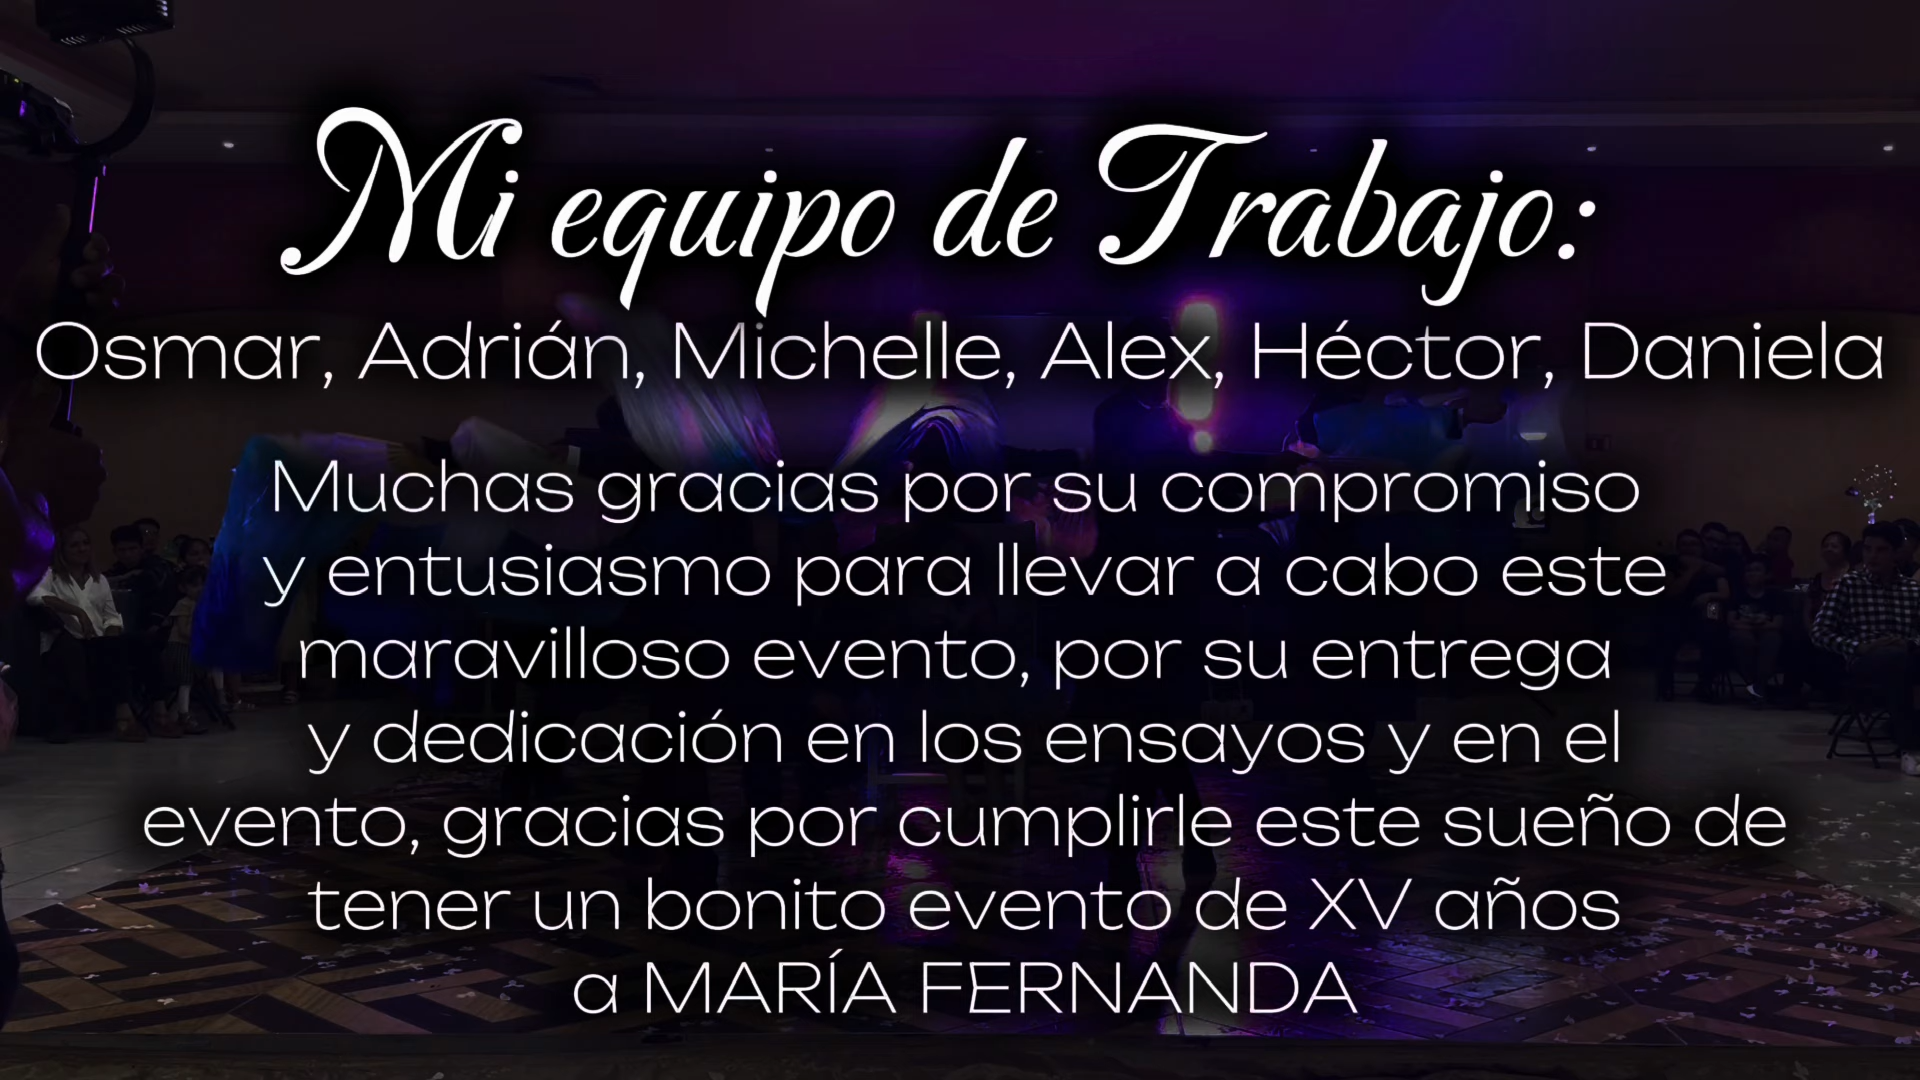 Mi equipo de Trabajo:
Osmar, Adrián, Michelle, Alex, Héctor, Daniela
Muchas gracias por su compromiso
y entusiasmo para llevar a cabo este
maravilloso evento, por su entrega
y dedicación en los ensayos y en el
evento, gracias por cumplirle este sueño de
tener un bonito evento de XV años
a MARÍA FERNANDA